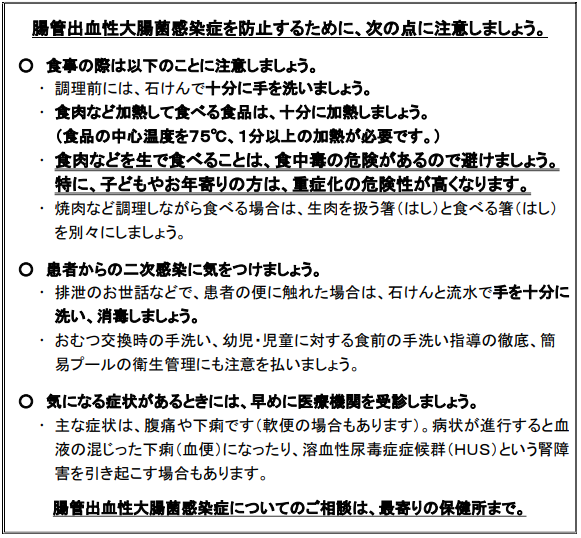 腸管出血性大腸菌感染症を防止するために、次の点に注意しましょう。
○ 食事の際は以下のことに注意しましょう。
・ 調理前には、石けんで十分に手を洗いましょう。
・ 食肉など加熱して食べる食品は、十分に加熱しましょう。
（食品の中心温度を75℃、1分以上の加熱が必要です。）
・ 食肉などを生で食べることは、食中毒の危険があるので避けましょう。
特に、子どもやお年寄りの方は、重症化の危険性が高くなります。
・ 焼肉など調理しながら食べる場合は、生肉を扱う箸（はし）と食べる箸（はし）
を別々にしましょう。
○ 患者からの二次感染に気をつけましょう。
・ 排泄のお世話などで、患者の便に触れた場合は、石けんと流水で手を十分に
洗い、消毒しましょう。
・ おむつ交換時の手洗い、幼児・児童に対する食前の手洗い指導の徹底、簡
易プールの衛生管理にも注意を払いましょう。
○ 気になる症状があるときには、早めに医療機関を受診しましょう。
・ 主な症状は、腹痛や下痢です（軟便の場合もあります）。病状が進行すると血
液の混じった下痢（血便）になったり、溶血性尿毒症症候群（HUS）という腎障
害を引き起こす場合もあります。
腸管出血性大腸菌感染症についてのご相談は、最寄りの保健所まで。